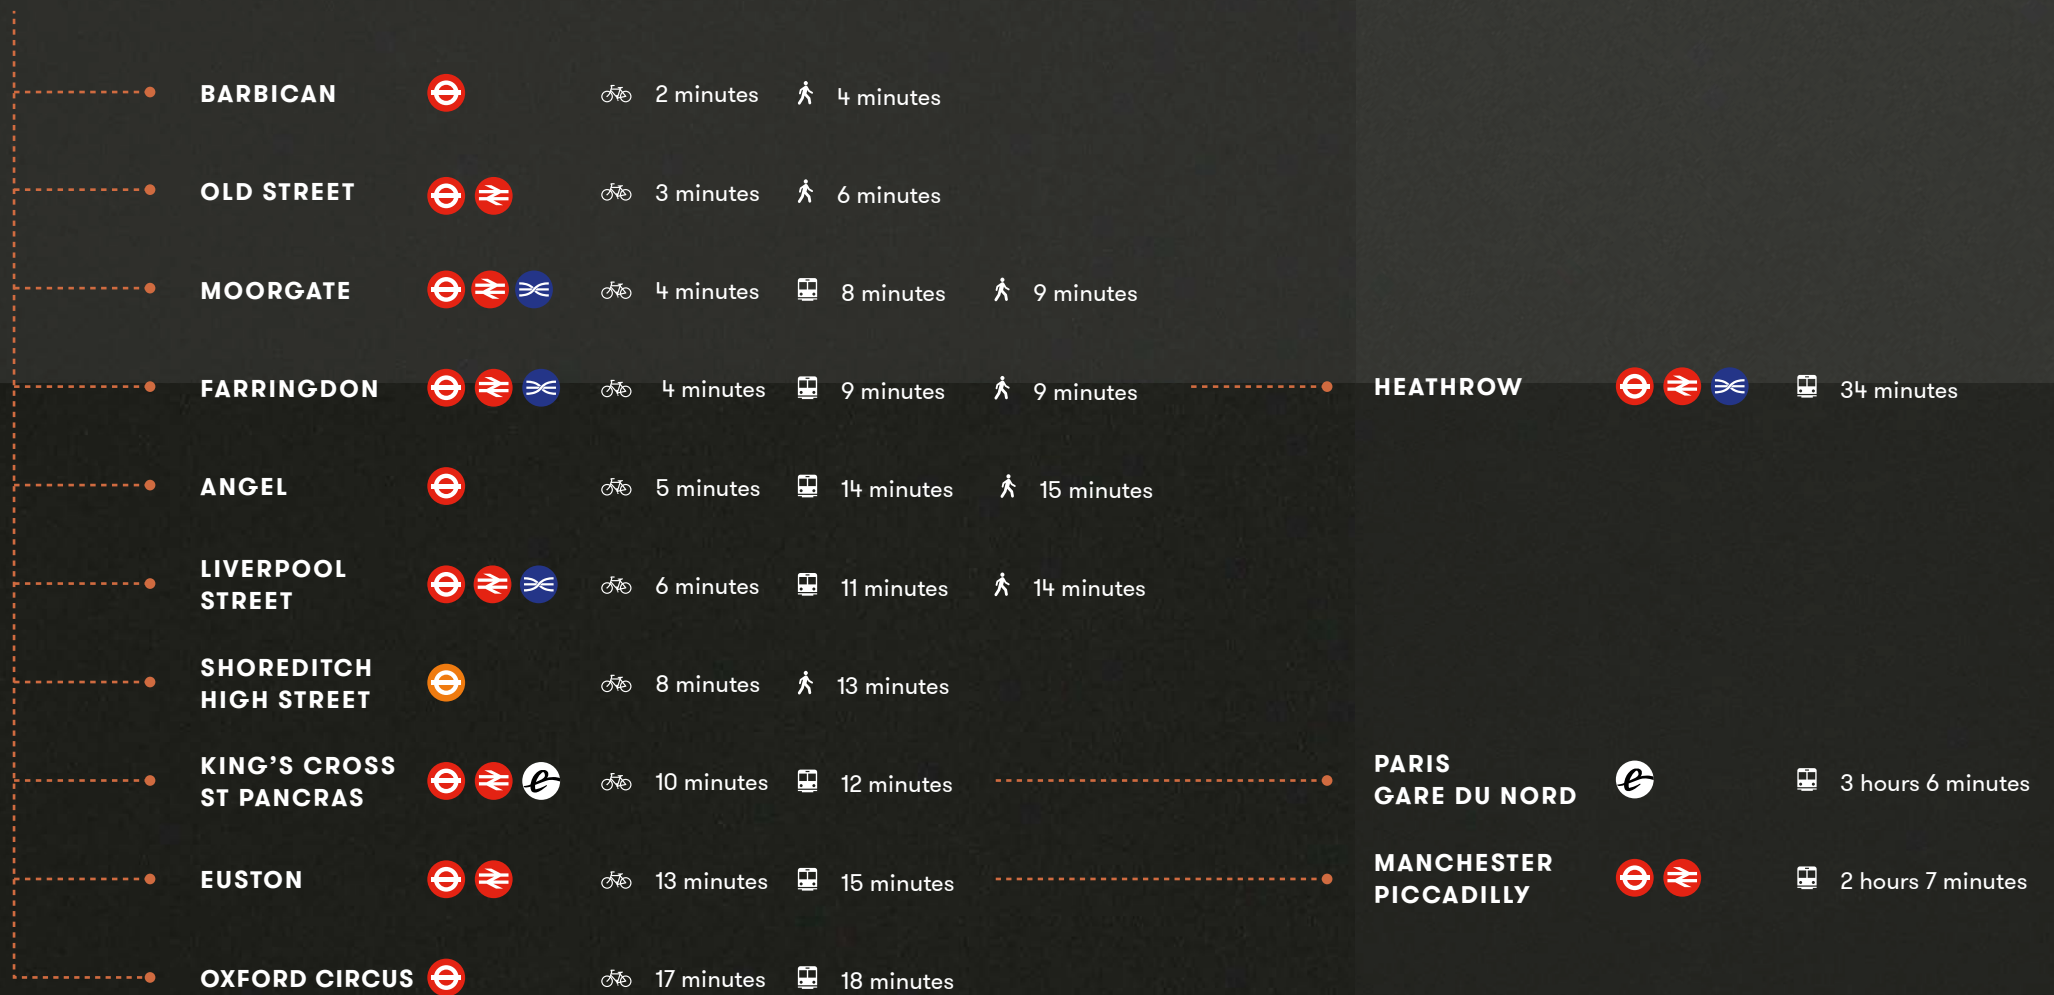 BARBICAN 2 minutes 4 minutes
OLD STREET 3 minutes 6 minutes
MOORGATE 4 minutes 8 minutes 9 minutes
FARRINGDON 4 minutes 9 minutes 9 minutes HEATHROW 34 minutes
ANGEL 5 minutes 14 minutes 15 minutes
LIVERPOOL
STREET 6 minutes 11 minutes 14 minutes
SHOREDITCH
HIGH STREET 8 minutes 13 minutes
KING’S CROSS
ST PANCRAS e 10 minutes 12 minutes
PARIS
GARE DU NORD e 3 hours 6 minutes
EUSTON 13 minutes 15 minutes
MANCHESTER
PICCADILLY 2 hours 7 minutes
OXFORD CIRCUS 17 minutes 18 minutes